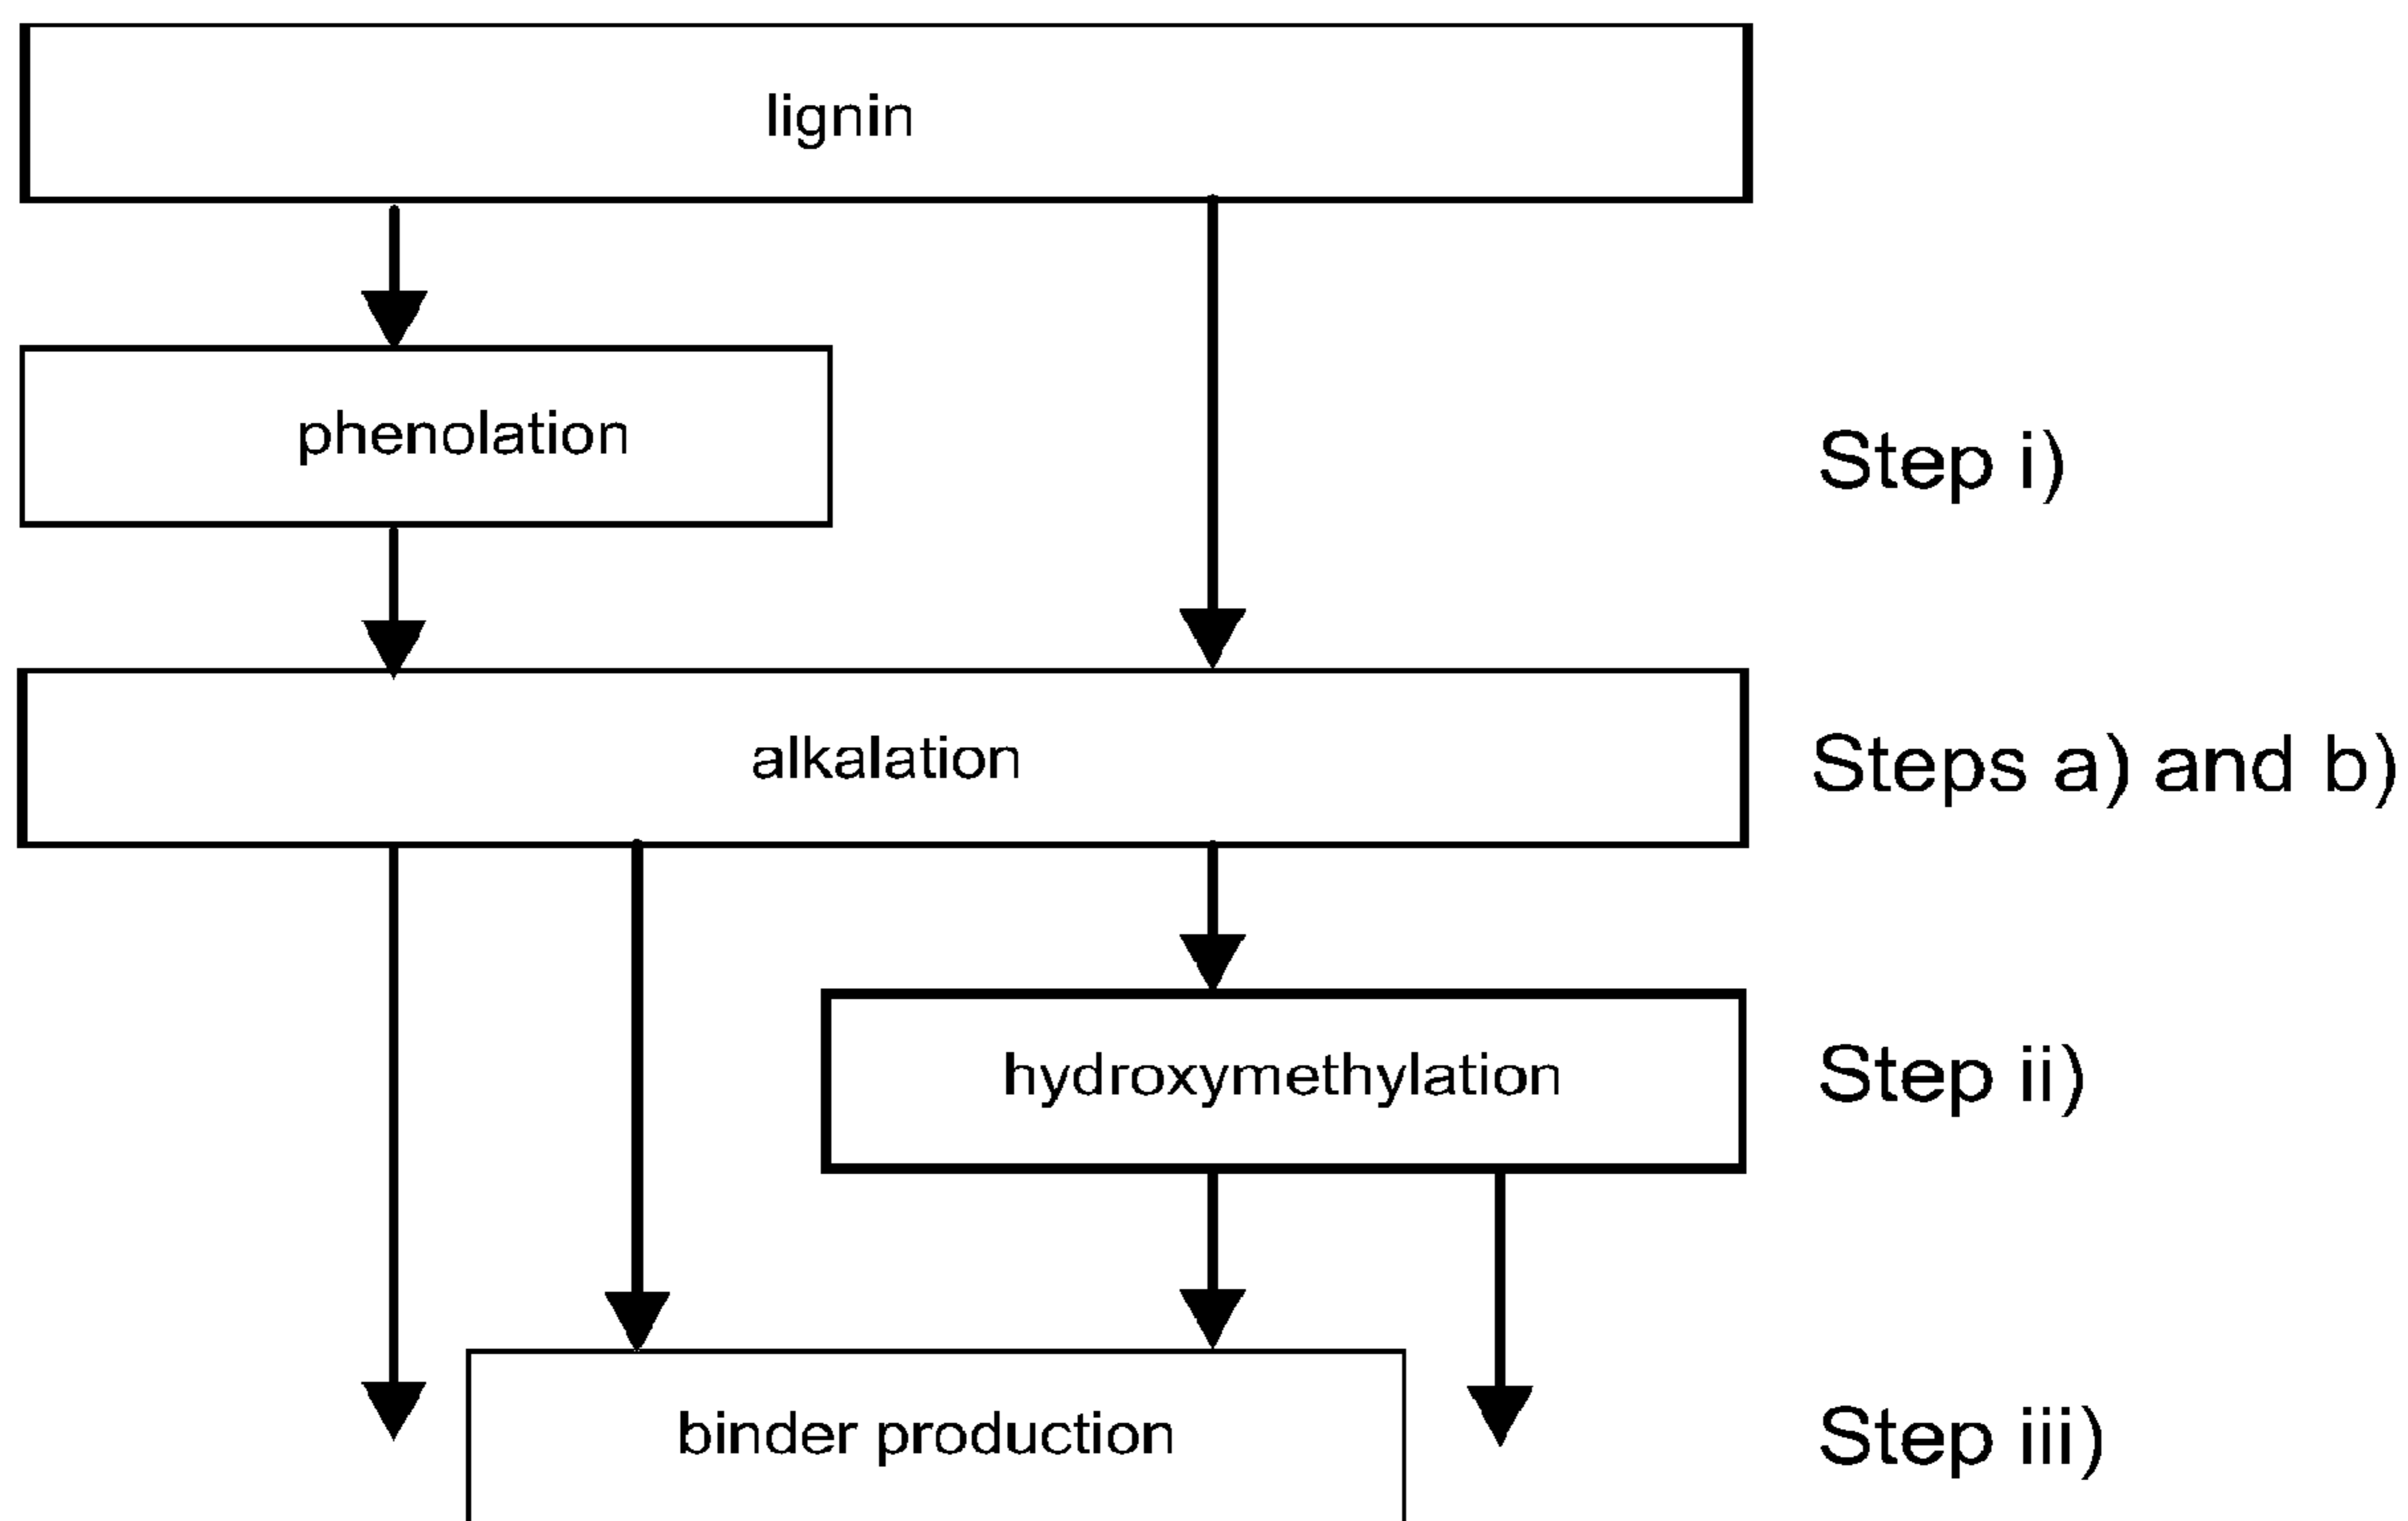 lignin
phenolation
Step i)
alkalation
Steps a) and b)
hydroxymethylation
Step ii)
binder production
Step iii)